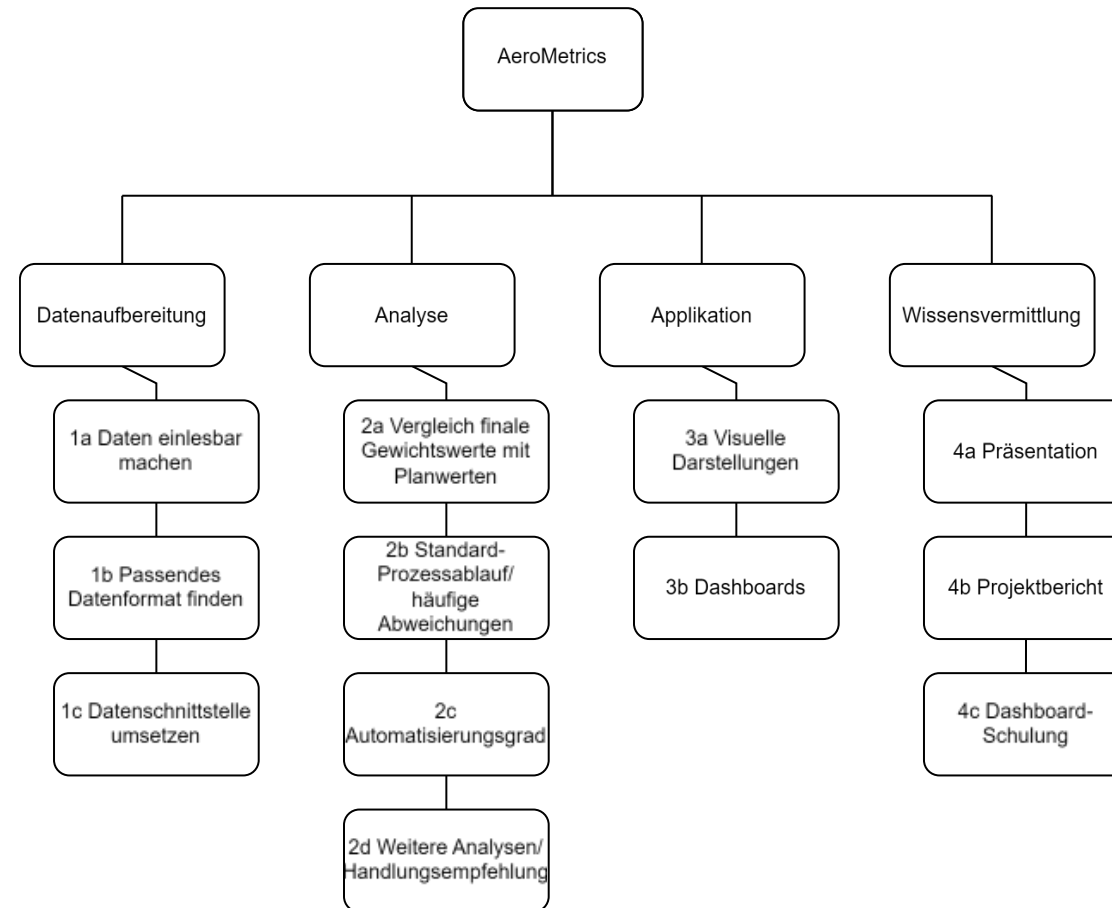 AeroMetrics
Datenaufbereitung
Analyse
Applikation
Wissensvermittlung
1a Daten einlesbar
machen
2a Vergleich finale
Gewichtswerte mit
Planwerten
3a Visuelle
Darstellungen
4a Präsentation
1b Passendes
Datenformat finden
2b Standard-
Prozessablauf/
häufige
Abweichungen
3b Dashboards
4b Projektbericht
1c Datenschnittstelle
umsetzen
2c
Automatisierungsgrad
4c Dashboard-
Schulung
2d Weitere Analysen/
Handlungsempfehlung